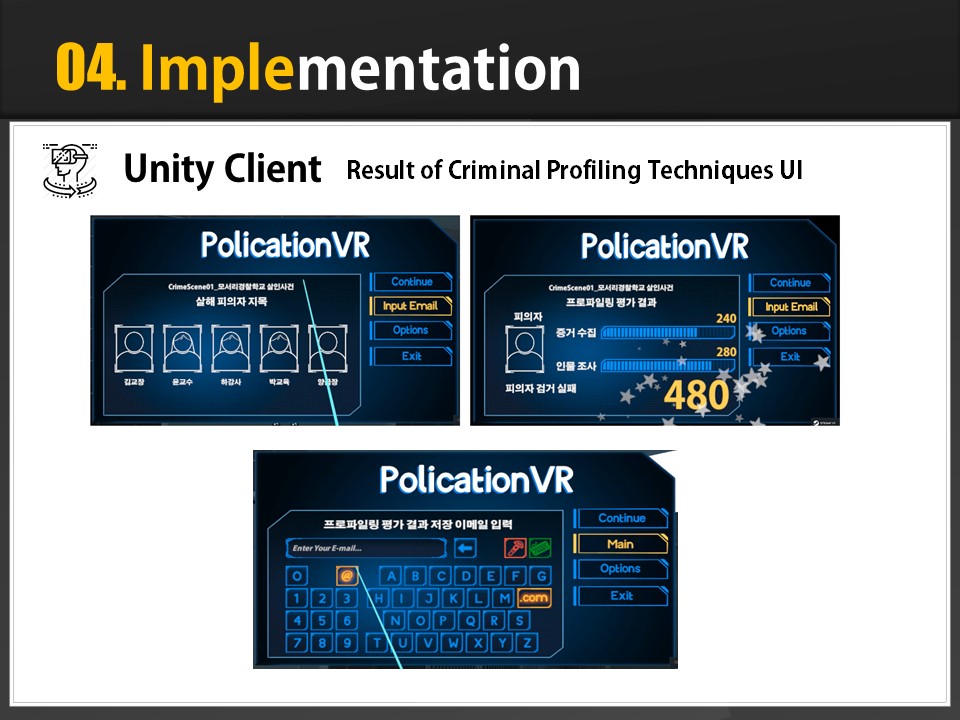 04. Implementation
Unity Client Result of Criminal Profiling Techniques UI
PolicationVR
CrimeScene01_모서리경찰학교 살인사건
살해 피의자 지목
김교장
윤교수
하강사
박교육
Continue
Input Email
Options
Exit
PolicationVR
CrimeScene01_모서리경찰학교 살인사건
프로파일링 평가 결과
피의자
증거 수집
240
인물 조사
280
피의자 검거 실패
480
Continue
Input Email
Options
Exit
PolicationVR
프로파일링 평가 결과 저장 이메일 입력
Enter Your E-mail...
0 @ A B C D E F G
1 2 3 H I J K L M .com
4 5 6 N O P Q R S
7 8 9 T U V W X Y Z
Continue
Main
Options
Exit